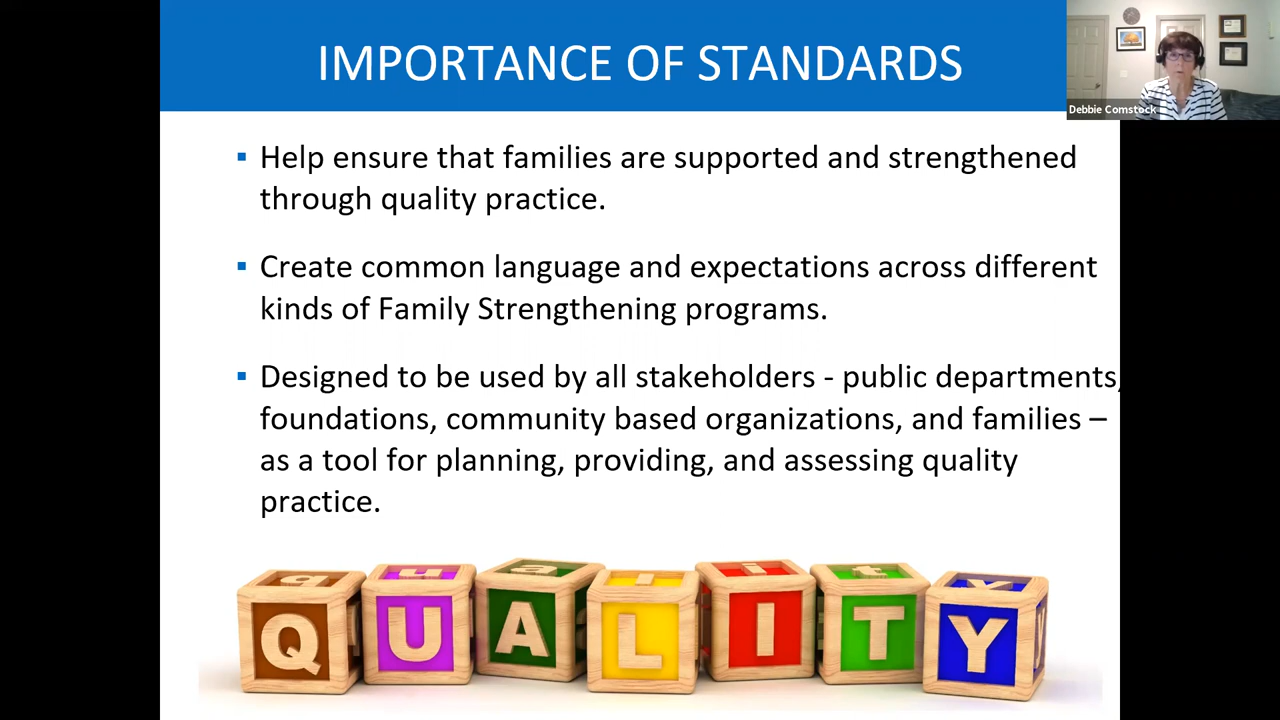 IMPORTANCE OF STANDARDS
Debbie Comstock
▪ Help ensure that families are supported and strengthened
through quality practice.
▪ Create common language and expectations across different
kinds of Family Strengthening programs.
▪ Designed to be used by all stakeholders - public departments,
foundations, community based organizations, and families –
as a tool for planning, providing, and assessing quality
practice.
q u a l i t y
Q U A L I T Y